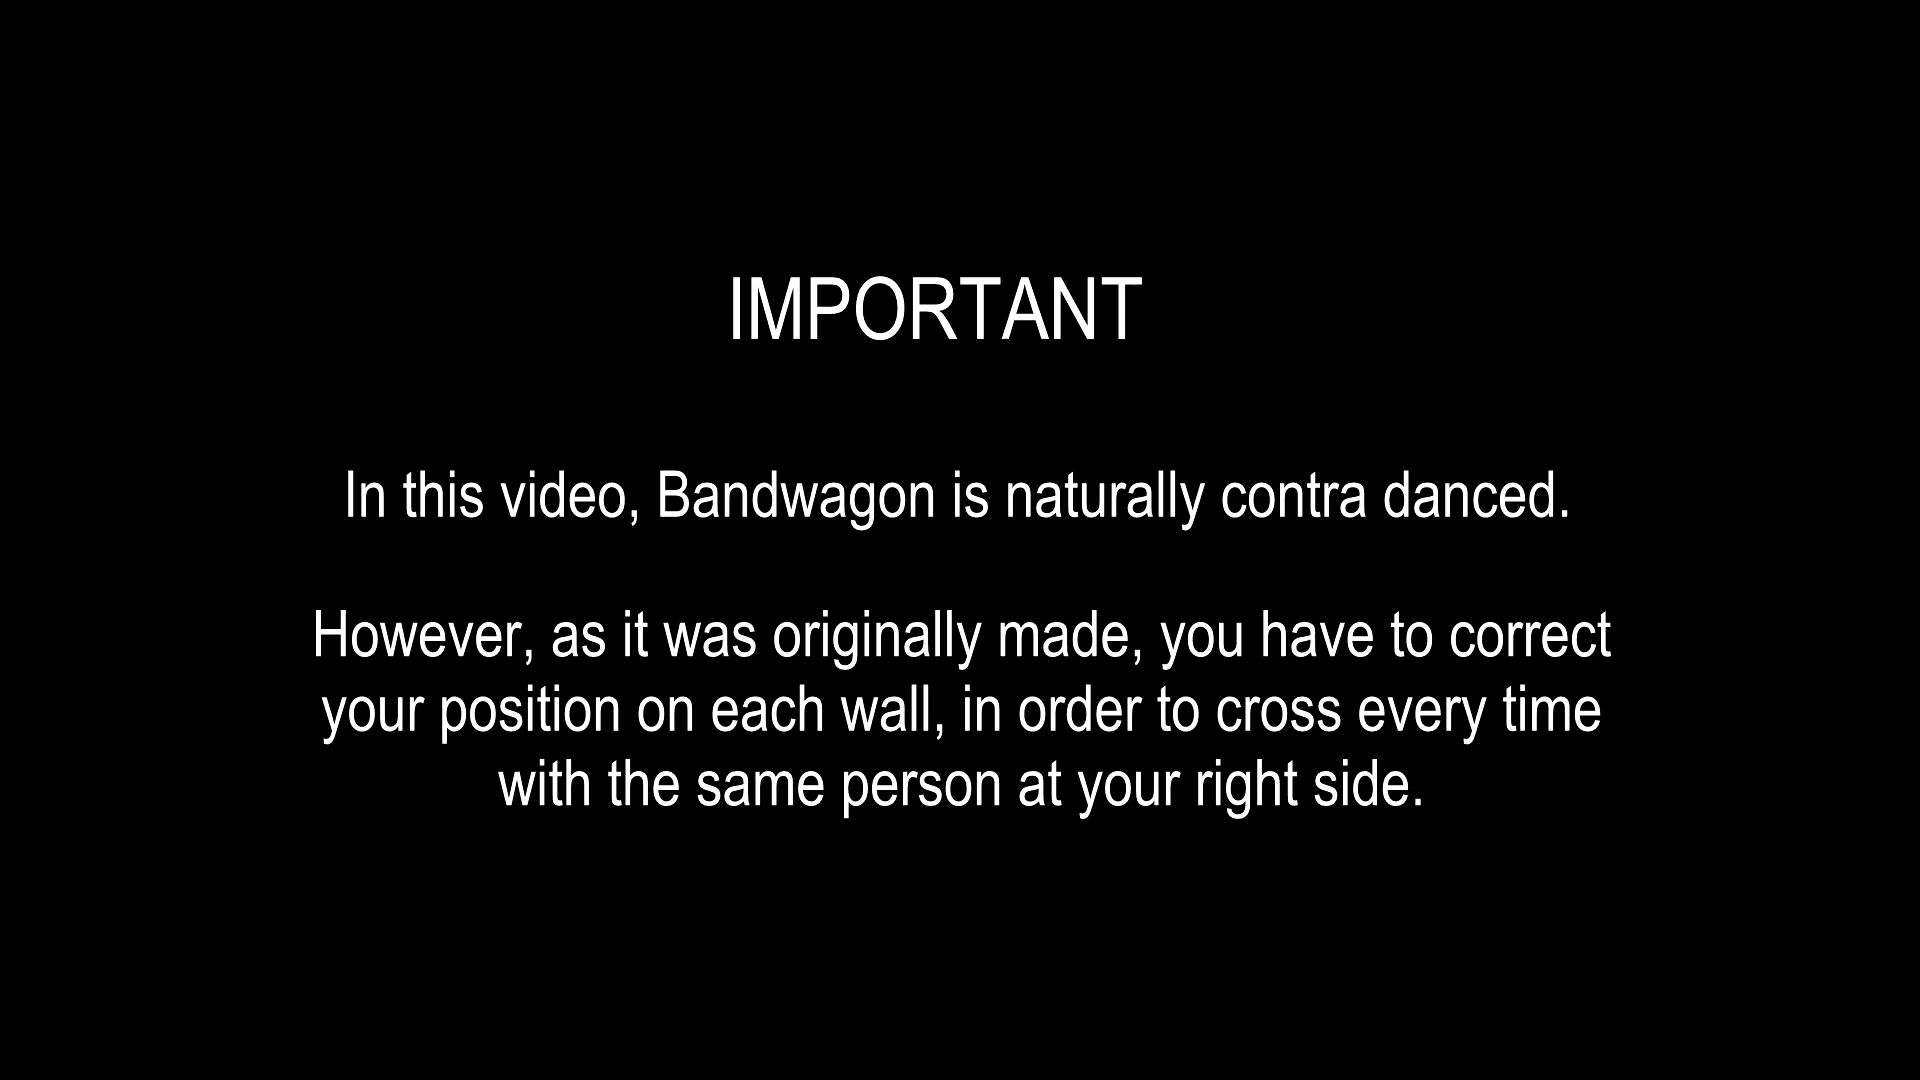 IMPORTANT
In this video, Bandwagon is naturally contra danced.
However, as it was originally made, you have to correct
your position on each wall, in order to cross every time
with the same person at your right side.